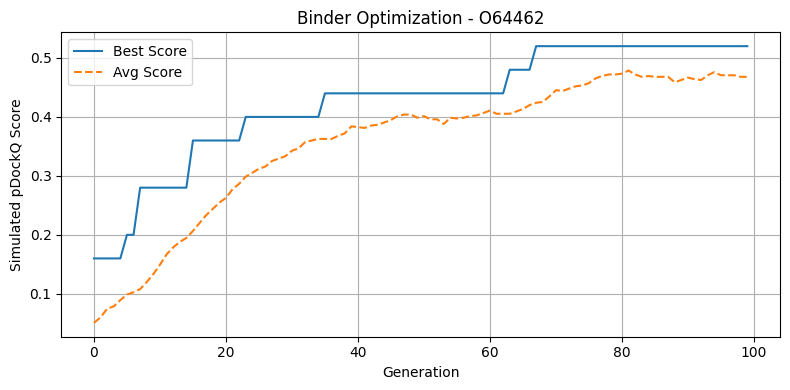 Binder Optimization - O64462
Best Score
Avg Score
Simulated pDockQ Score
0.5
0.4
0.3
0.2
0.1
0 20 40 60 80 100
Generation